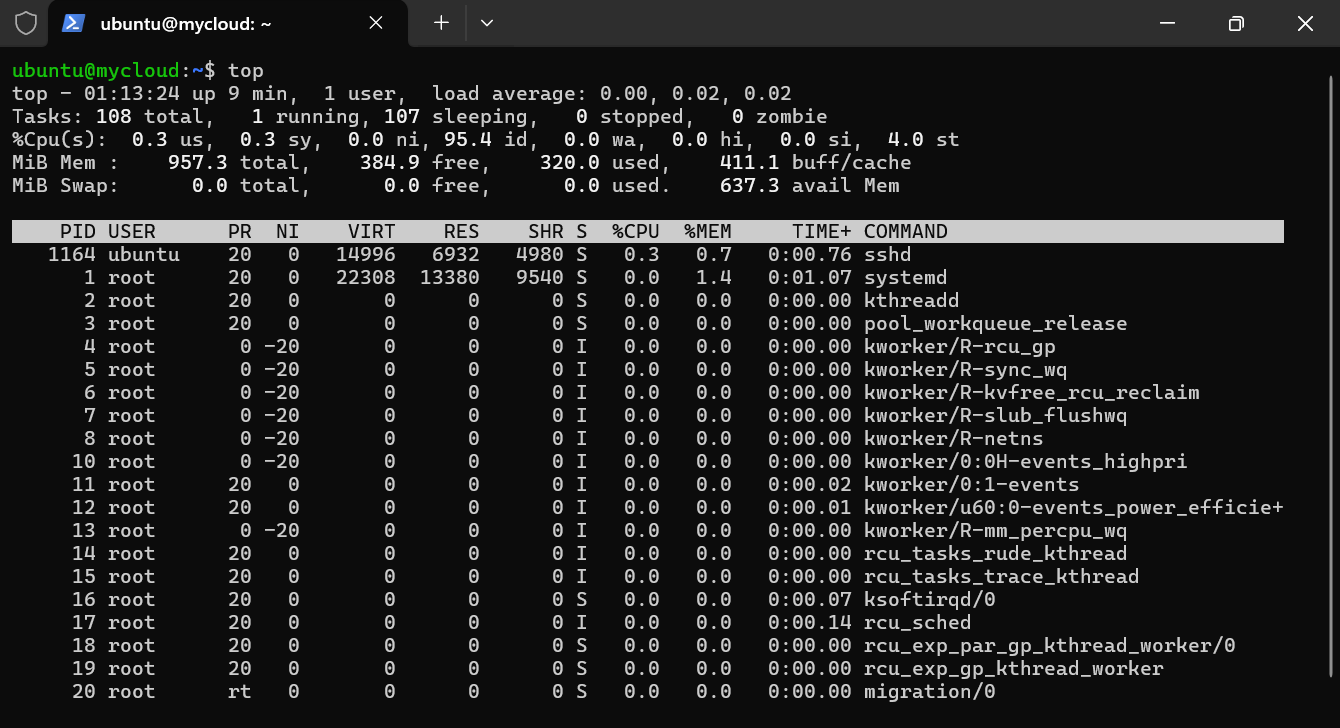 ubuntu@mycloud: ~
ubuntu@mycloud:~$ top
top - 01:13:24 up 9 min,  1 user,  load average: 0.00, 0.02, 0.02
Tasks: 108 total,   1 running, 107 sleeping,   0 stopped,   0 zombie
%Cpu(s):  0.3 us,  0.3 sy,  0.0 ni, 95.4 id,  0.0 wa,  0.0 hi,  0.0 si,  4.0 st
MiB Mem :    957.3 total,    384.9 free,    320.0 used,    411.1 buff/cache
MiB Swap:      0.0 total,      0.0 free,      0.0 used.    637.3 avail Mem
    PID USER      PR  NI    VIRT    RES    SHR S  %CPU  %MEM     TIME+ COMMAND
   1164 ubuntu    20   0   14996   6932   4980 S   0.3   0.7   0:00.76 sshd
      1 root      20   0   22308  13380   9540 S   0.0   1.4   0:01.07 systemd
      2 root      20   0       0      0      0 S   0.0   0.0   0:00.00 kthreadd
      3 root      20   0       0      0      0 S   0.0   0.0   0:00.00 pool_workqueue_release
      4 root       0 -20       0      0      0 I   0.0   0.0   0:00.00 kworker/R-rcu_gp
      5 root       0 -20       0      0      0 I   0.0   0.0   0:00.00 kworker/R-sync_wq
      6 root       0 -20       0      0      0 I   0.0   0.0   0:00.00 kworker/R-kvfree_rcu_reclaim
      7 root       0 -20       0      0      0 I   0.0   0.0   0:00.00 kworker/R-slub_flushwq
      8 root       0 -20       0      0      0 I   0.0   0.0   0:00.00 kworker/R-netns
     10 root       0 -20       0      0      0 I   0.0   0.0   0:00.00 kworker/0:0H-events_highpri
     11 root      20   0       0      0      0 I   0.0   0.0   0:00.02 kworker/0:1-events
     12 root      20   0       0      0      0 I   0.0   0.0   0:00.01 kworker/u60:0-events_power_efficie+
     13 root       0 -20       0      0      0 I   0.0   0.0   0:00.00 kworker/R-mm_percpu_wq
     14 root      20   0       0      0      0 I   0.0   0.0   0:00.00 rcu_tasks_rude_kthread
     15 root      20   0       0      0      0 I   0.0   0.0   0:00.00 rcu_tasks_trace_kthread
     16 root      20   0       0      0      0 S   0.0   0.0   0:00.07 ksoftirqd/0
     17 root      20   0       0      0      0 I   0.0   0.0   0:00.14 rcu_sched
     18 root      20   0       0      0      0 S   0.0   0.0   0:00.00 rcu_exp_par_gp_kthread_worker/0
     19 root      20   0       0      0      0 S   0.0   0.0   0:00.00 rcu_exp_gp_kthread_worker
     20 root      rt   0       0      0      0 S   0.0   0.0   0:00.00 migration/0